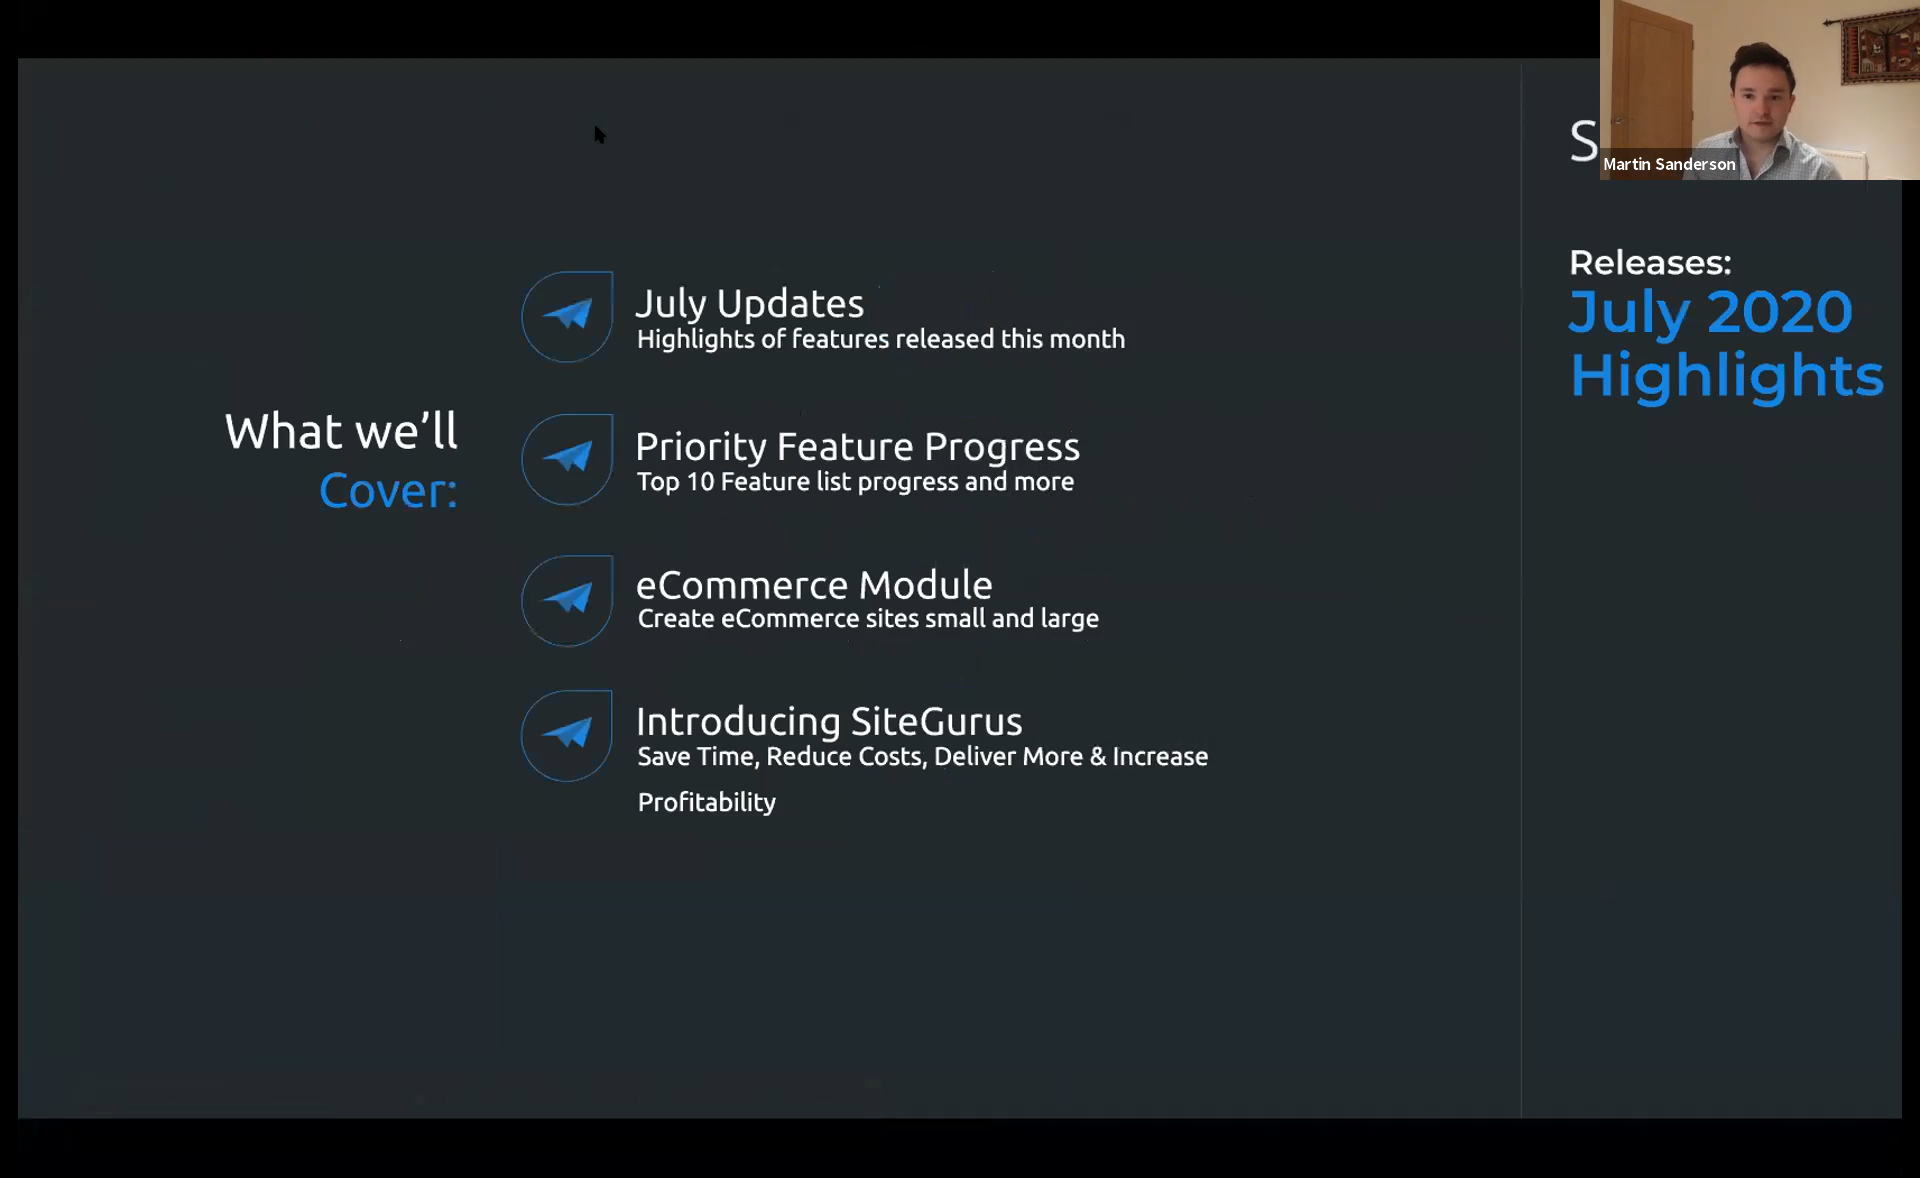 What we’ll
Cover:
July Updates
Highlights of features released this month
Priority Feature Progress
Top 10 Feature list progress and more
eCommerce Module
Create eCommerce sites small and large
Introducing SiteGurus
Save Time, Reduce Costs, Deliver More & Increase
Profitability
S
Martin Sanderson
Releases:
July 2020
Highlights